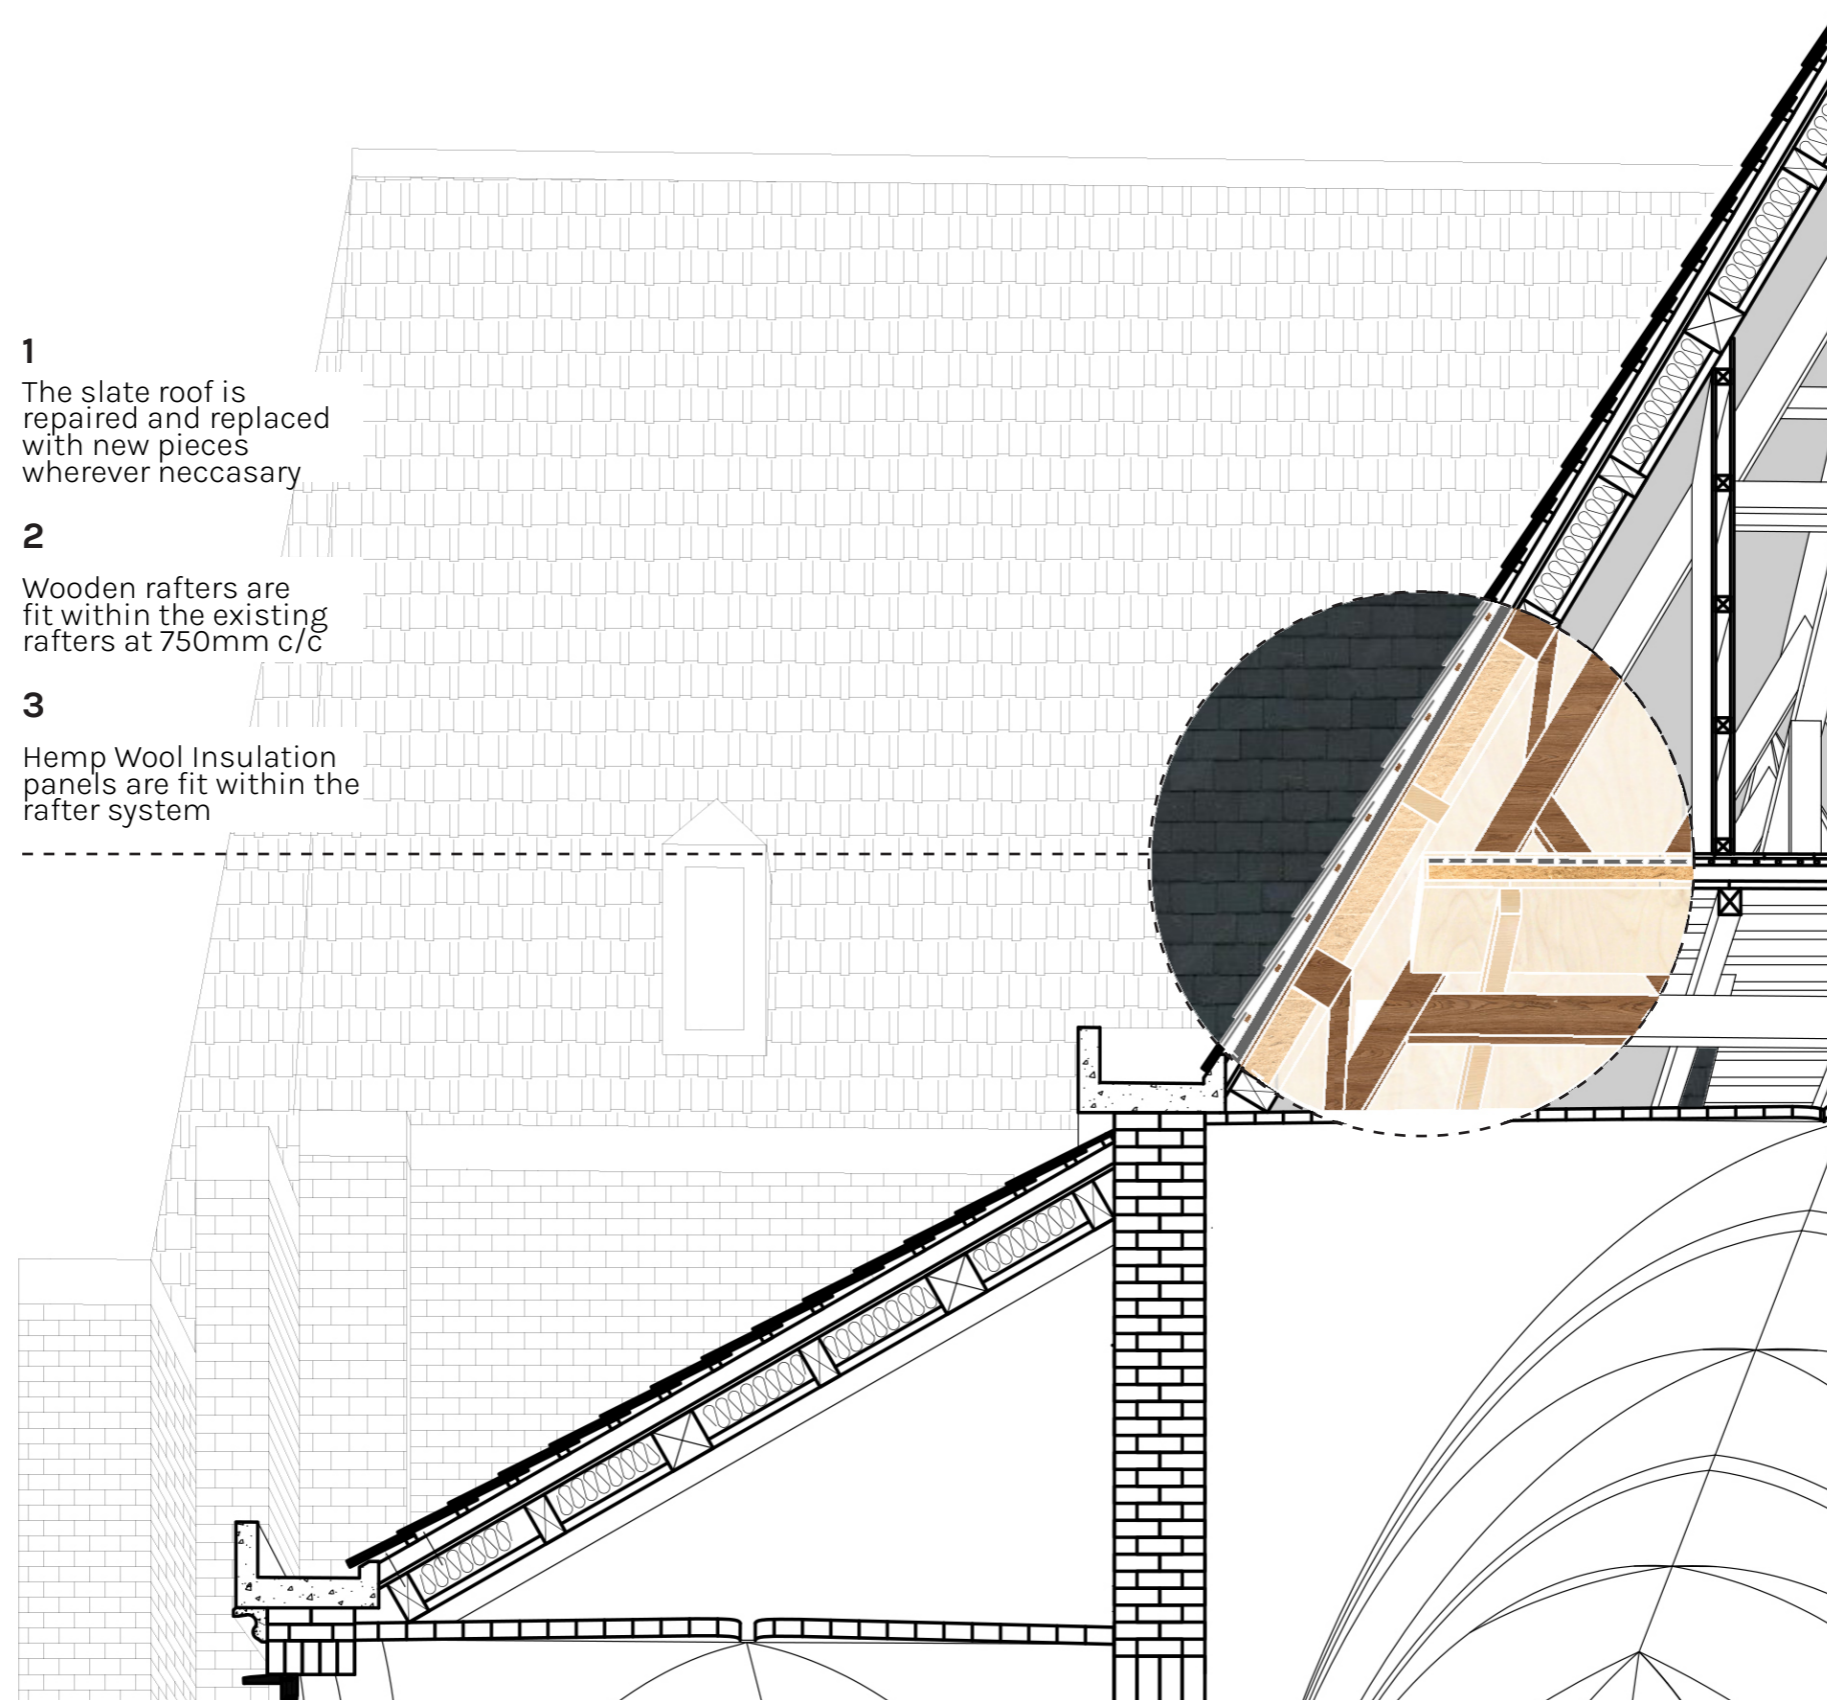 1
The slate roof is
repaired and replaced
with new pieces
wherever neccasary
2
Wooden rafters are
fit within the existing
rafters at 750mm c/c
3
Hemp Wool Insulation
panels are fit within the
rafter system